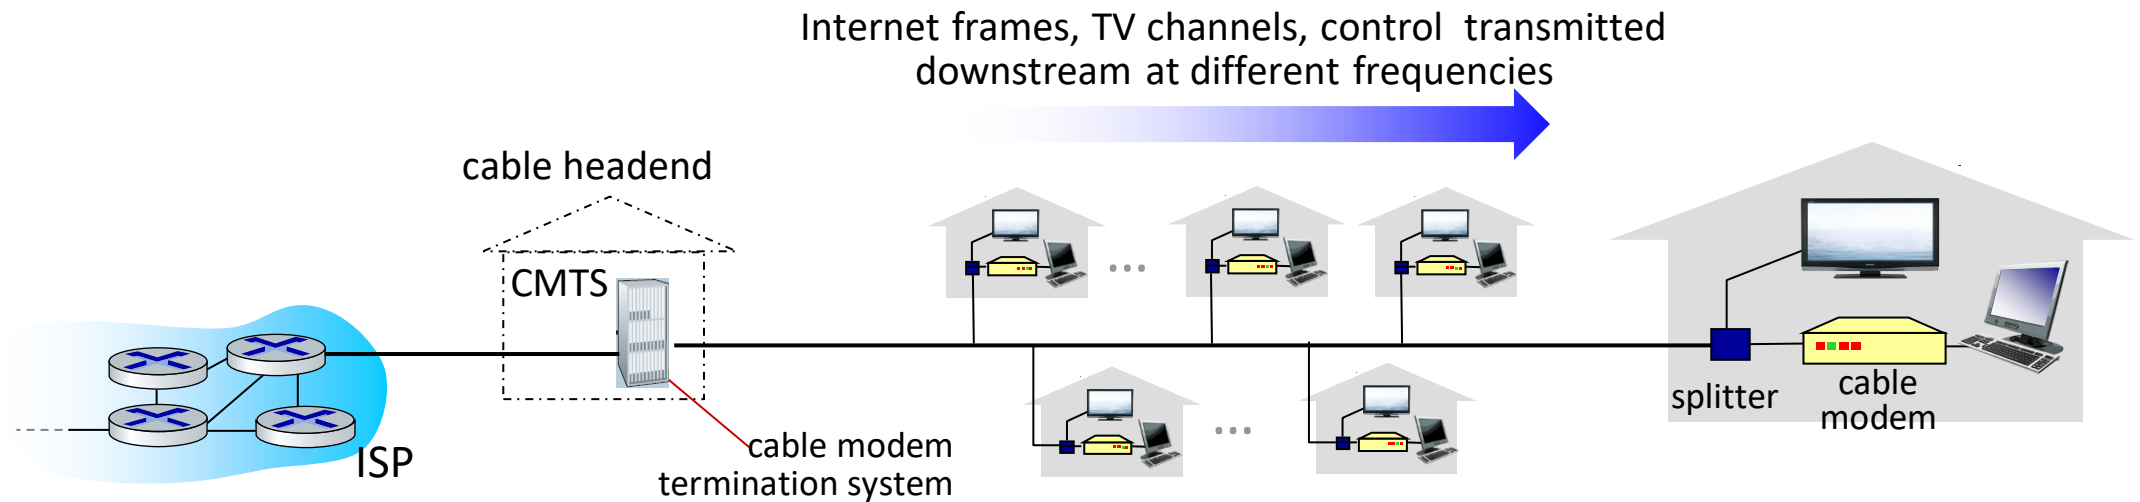 Internet frames, TV channels, control transmitted
downstream at different frequencies
cable headend
CMTS
ISP
cable modem
termination system
splitter
cable
modem